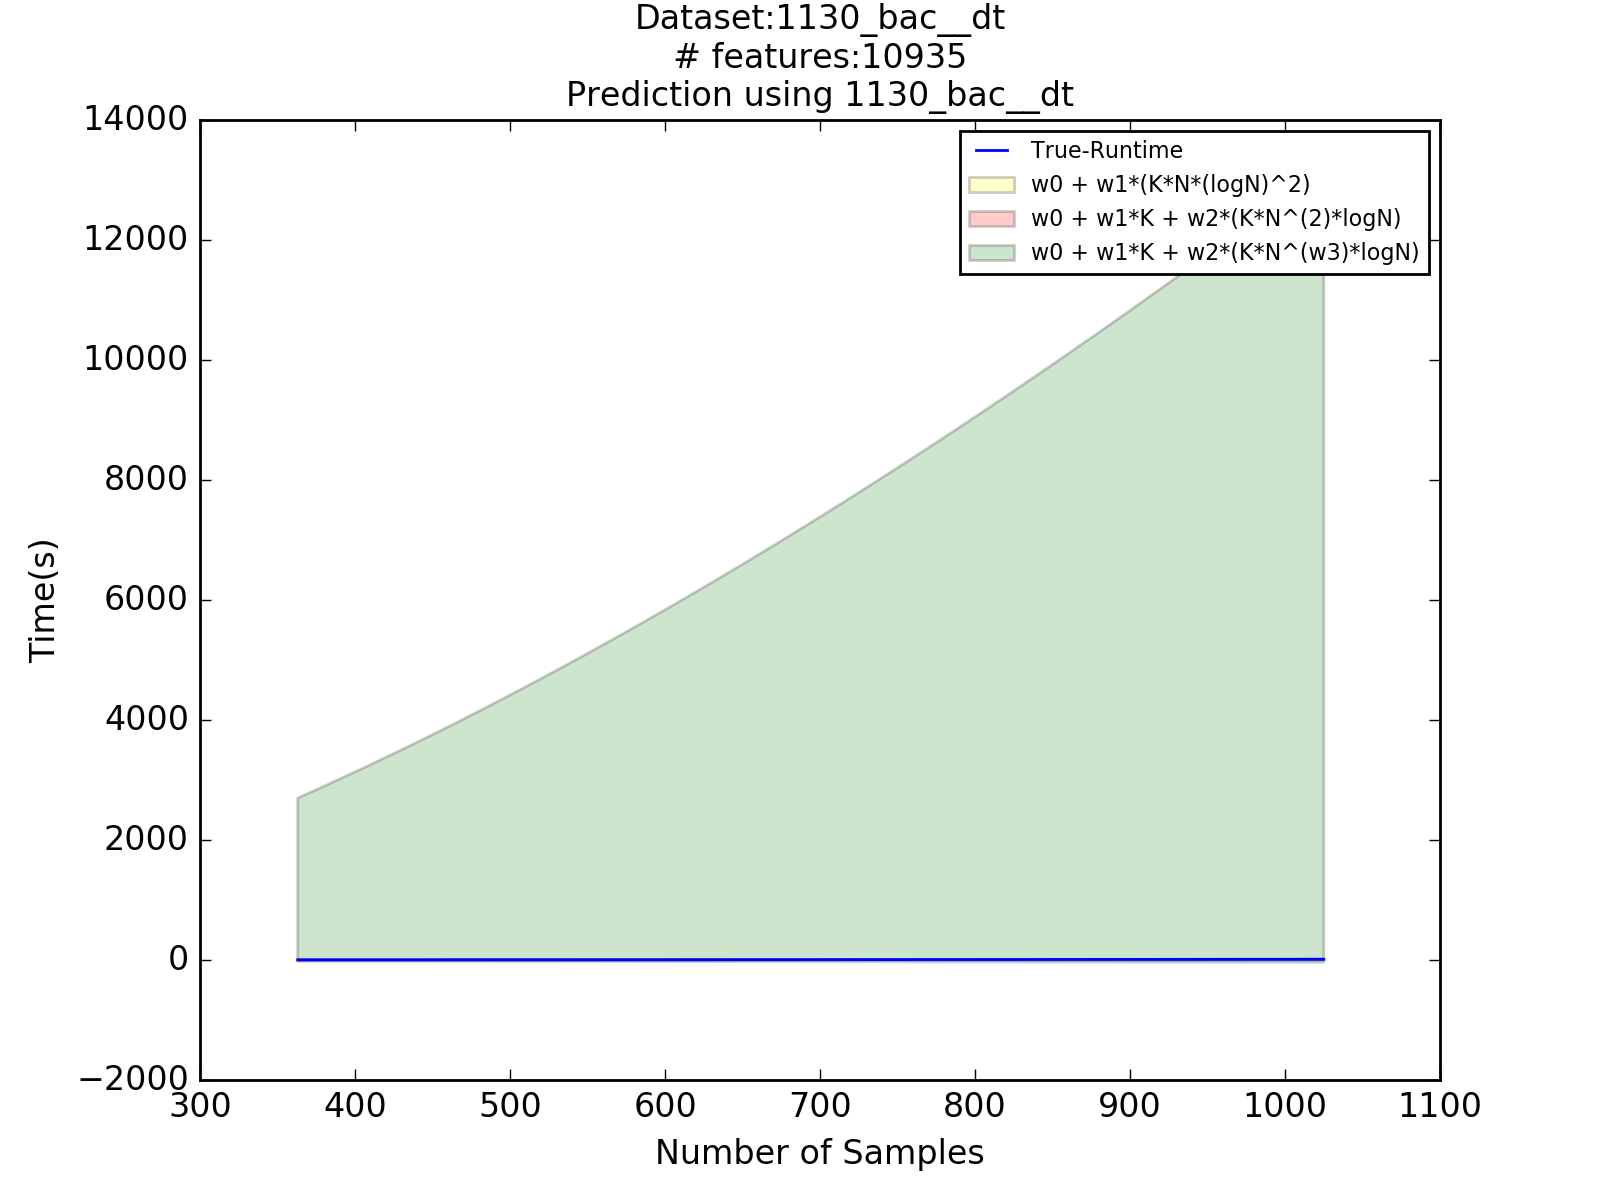 Dataset:1130_bac__dt
# features:10935
Prediction using 1130_bac__dt
14000
12000
10000
8000
6000
4000
2000
0
−2000
Time(s)
True-Runtime
w0 + w1*(K*N*(logN)^2)
w0 + w1*K + w2*(K*N^(2)*logN)
w0 + w1*K + w2*(K*N^(w3)*logN)
300 400 500 600 700 800 900 1000 1100
Number of Samples